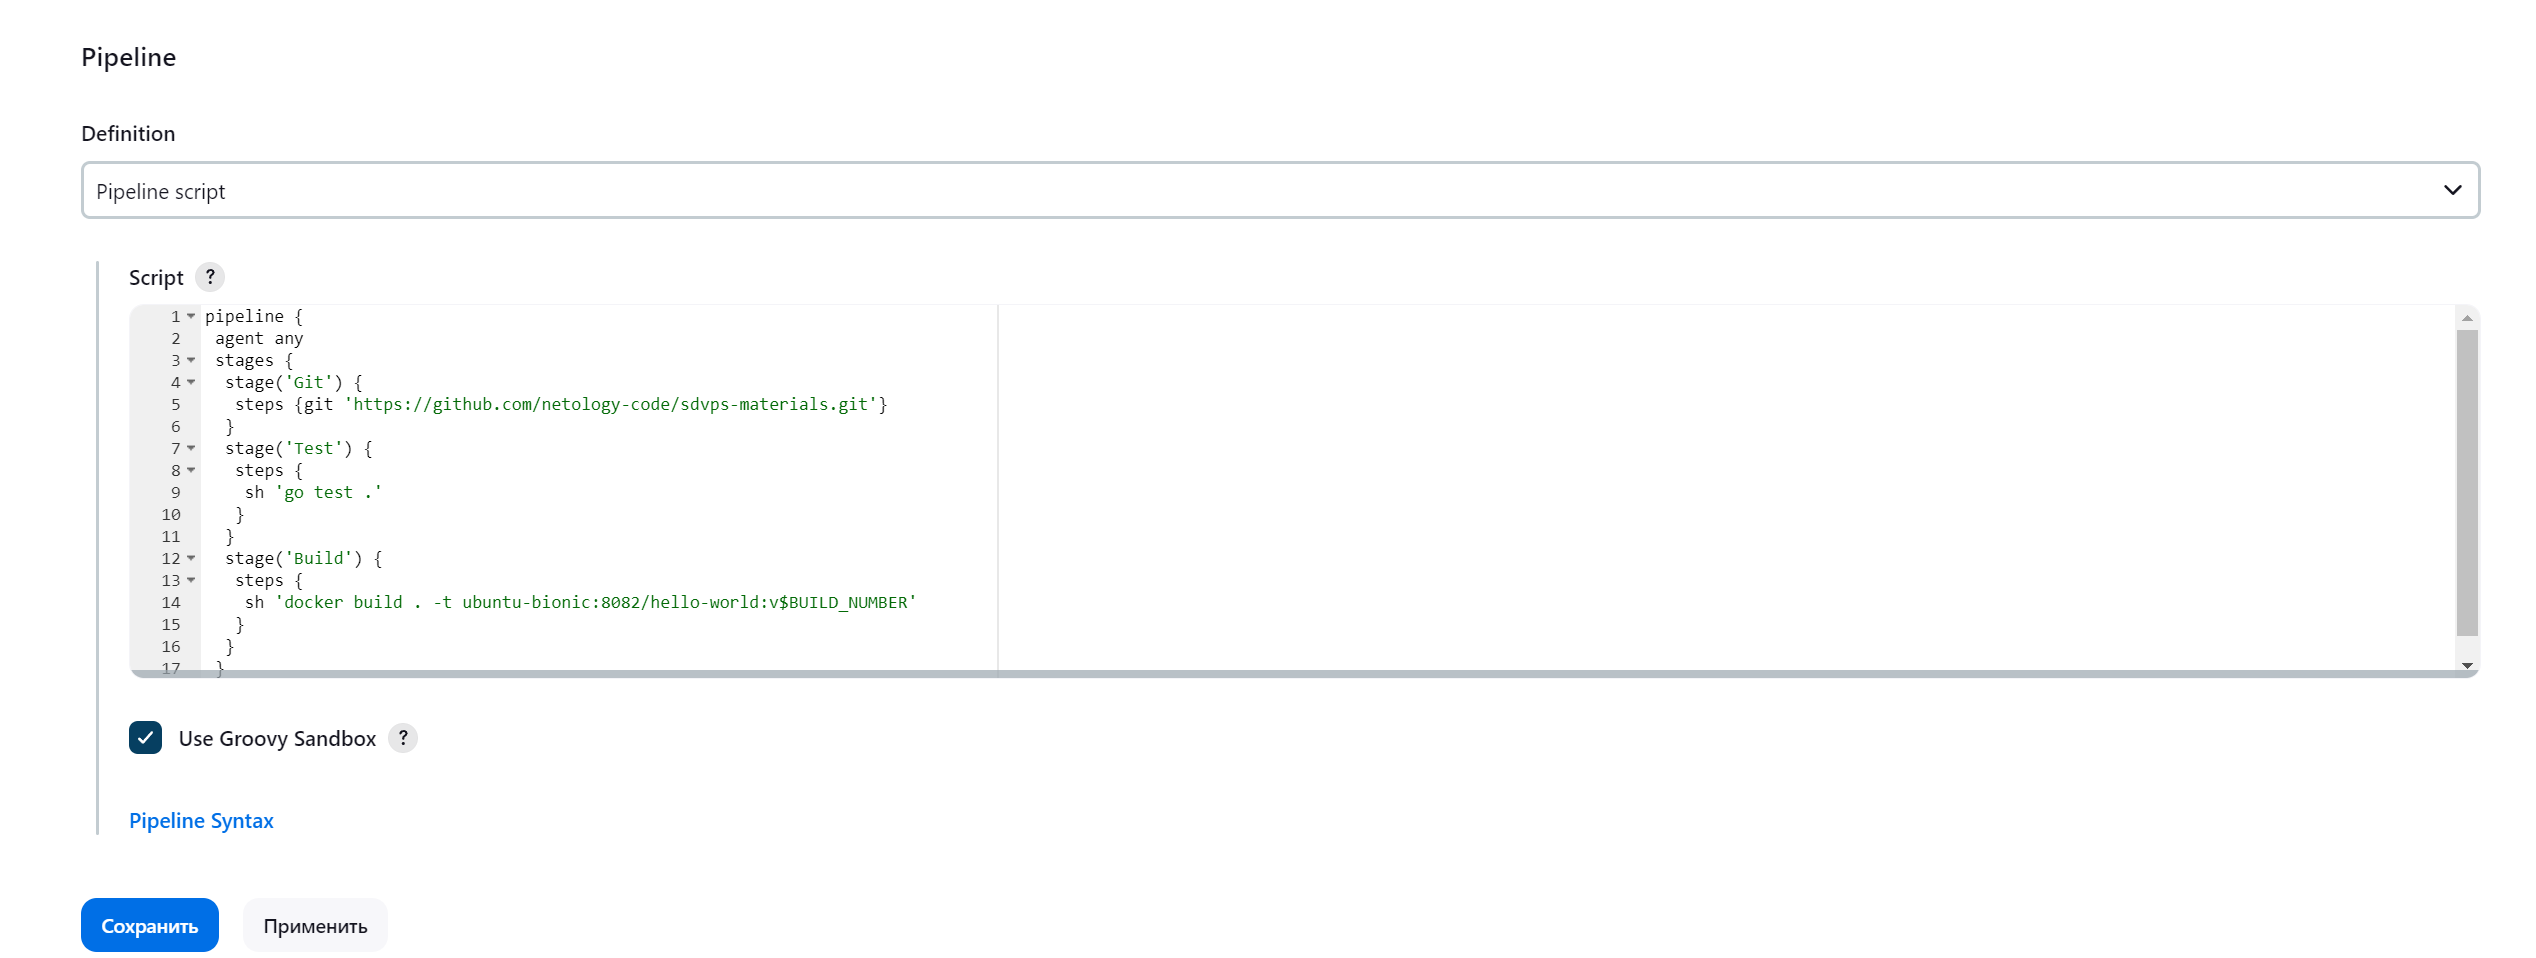 Pipeline
Definition
Pipeline script
Script ?
1 pipeline {
2 agent any
3 stages {
4 stage('Git') {
5 steps {git 'https://github.com/netology-code/sdvps-materials.git'}
6 }
7 stage('Test') {
8 steps {
9 sh 'go test .'
10 }
11 }
12 stage('Build') {
13 steps {
14 sh 'docker build . -t ubuntu-bionic:8082/hello-world:v$BUILD_NUMBER'
15 }
16 }
17 }
Use Groovy Sandbox ?
Pipeline Syntax
Сохранить Применить